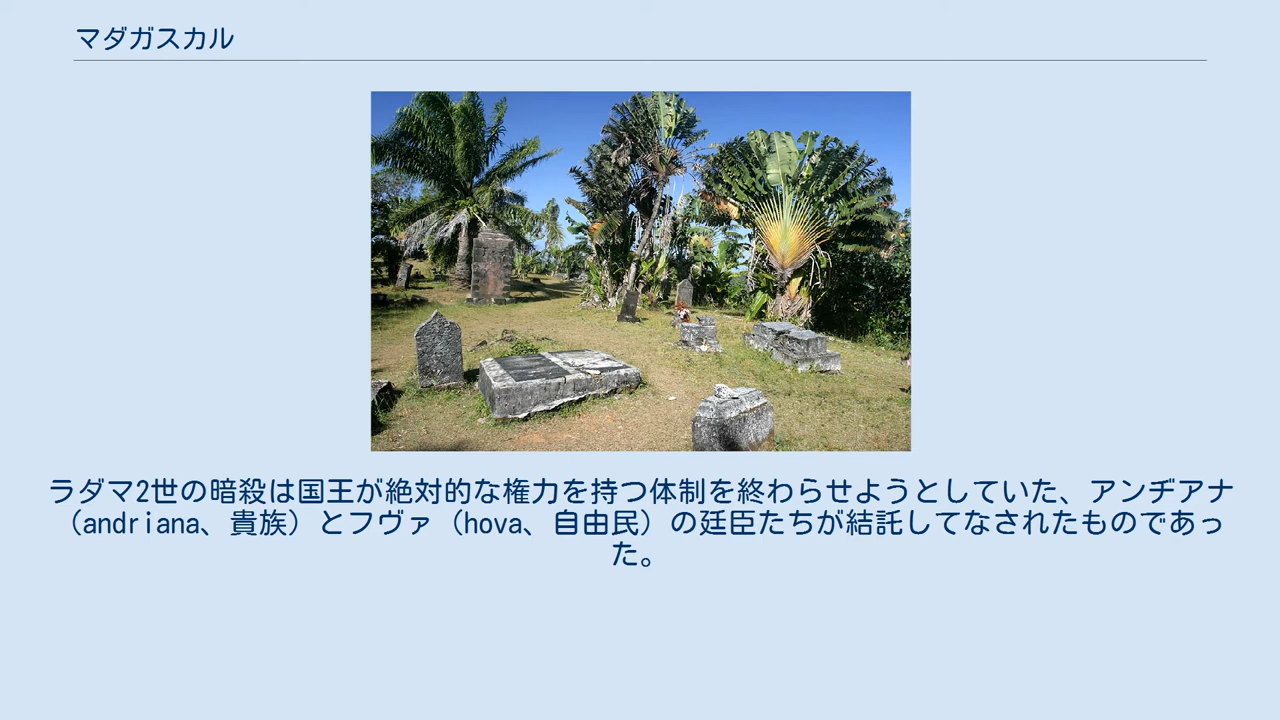 マダガスカル
ラダマ2世の暗殺は国王が絶対的な権力を持つ体制を終わらせようとしていた、アンヂアナ
（andriana、貴族）とフヴァ（hova、自由民）の廷臣たちが結託してなされたものであっ
た。